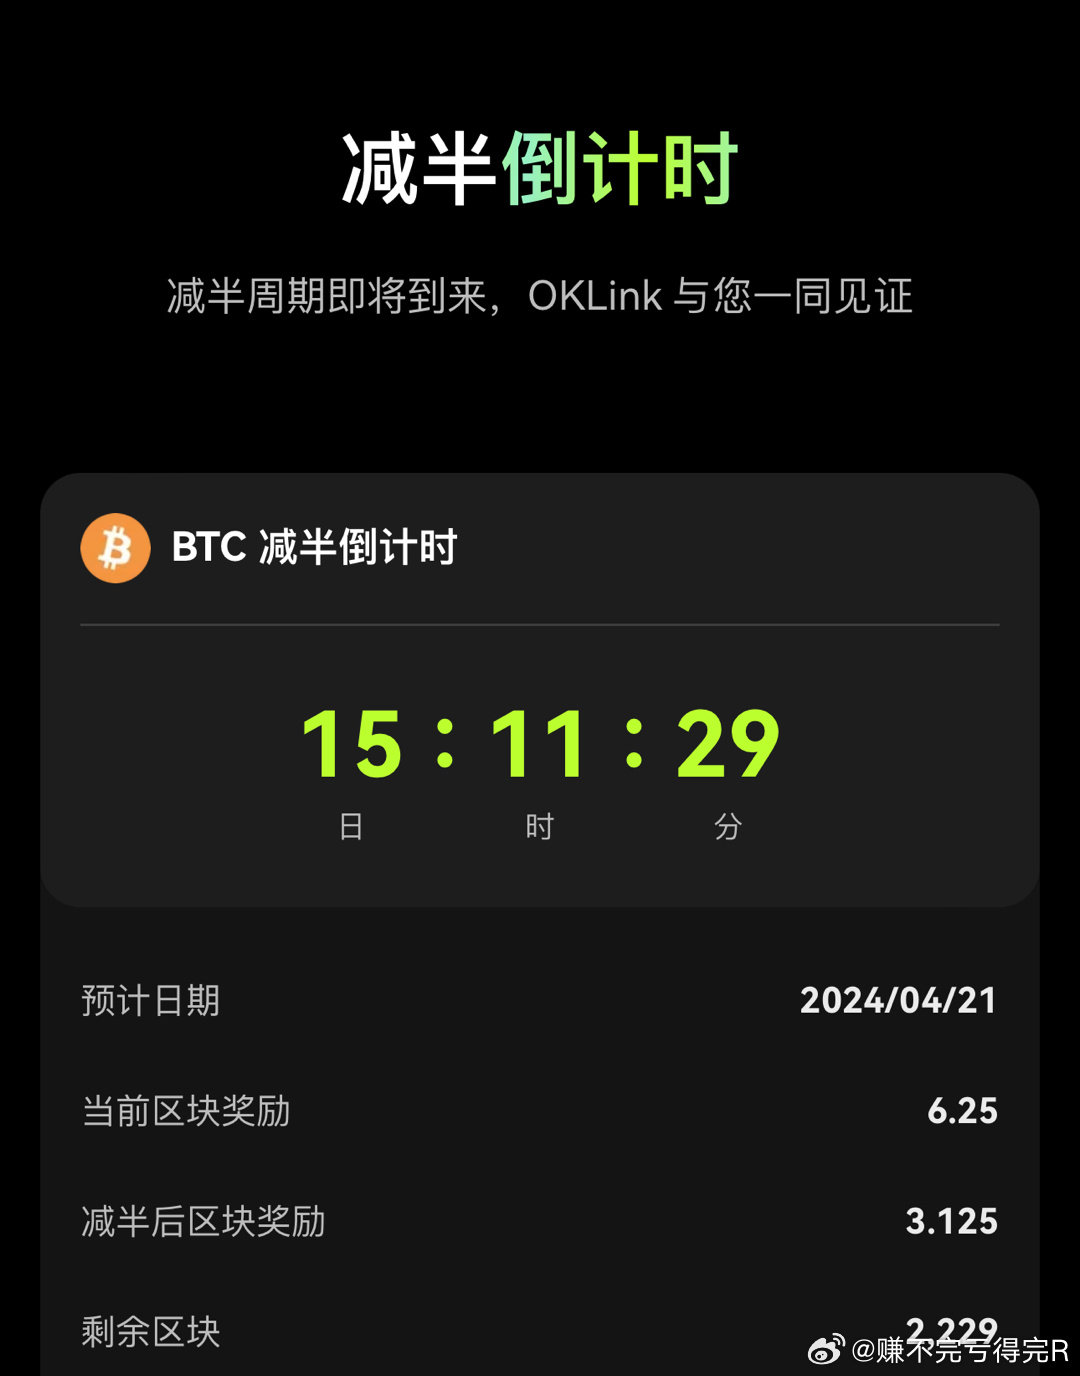 减半倒计时
减半周期即将到来，OKLink 与您一同见证
BTC 减半倒计时
15 : 11 : 29
日 时 分
预计日期 2024/04/21
当前区块奖励 6.25
减半后区块奖励 3.125
剩余区块 2,229
@赚不完亏得完R